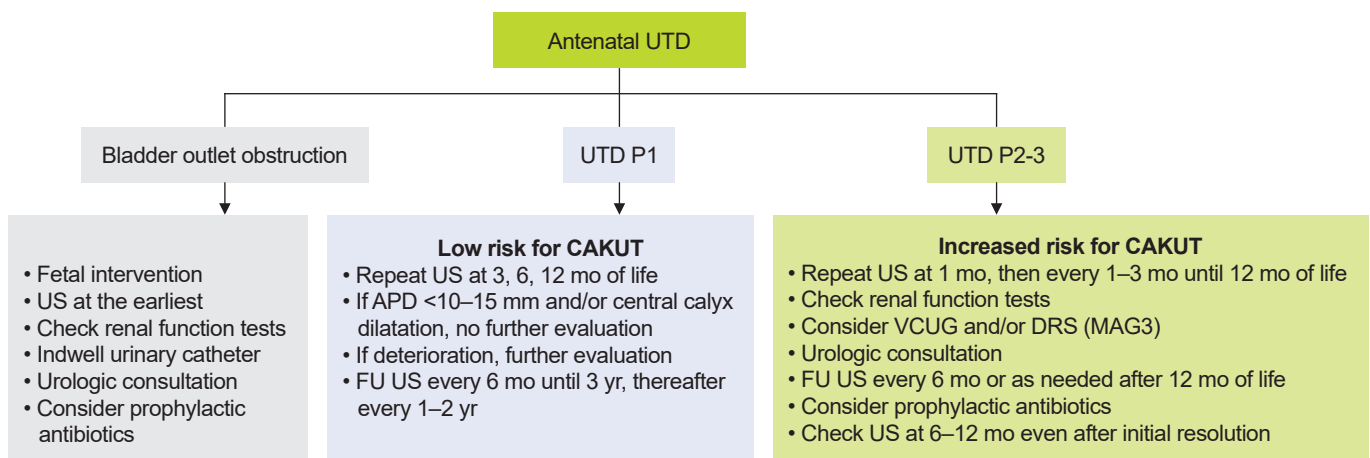 Antenatal UTD
Bladder outlet obstruction
UTD P1
UTD P2-3
• Fetal intervention
• US at the earliest
• Check renal function tests
• Indwell urinary catheter
• Urologic consultation
• Consider prophylactic
antibiotics
Low risk for CAKUT
• Repeat US at 3, 6, 12 mo of life
• If APD <10–15 mm and/or central calyx
dilatation, no further evaluation
• If deterioration, further evaluation
• FU US every 6 mo until 3 yr, thereafter
every 1–2 yr
Increased risk for CAKUT
• Repeat US at 1 mo, then every 1–3 mo until 12 mo of life
• Check renal function tests
• Consider VCUG and/or DRS (MAG3)
• Urologic consultation
• FU US every 6 mo or as needed after 12 mo of life
• Consider prophylactic antibiotics
• Check US at 6–12 mo even after initial resolution